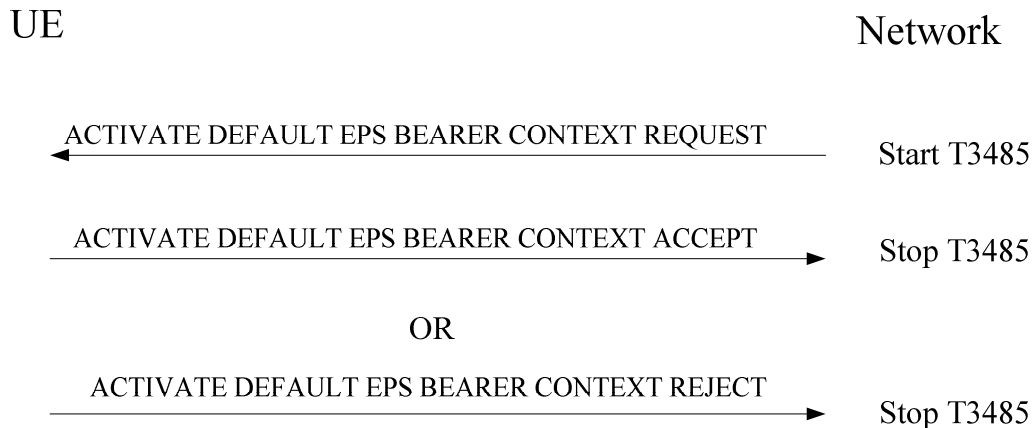 UE
Network
ACTIVATE DEFAULT EPS BEARER CONTEXT REQUEST
Start T3485
ACTIVATE DEFAULT EPS BEARER CONTEXT ACCEPT
Stop T3485
OR
ACTIVATE DEFAULT EPS BEARER CONTEXT REJECT
Stop T3485